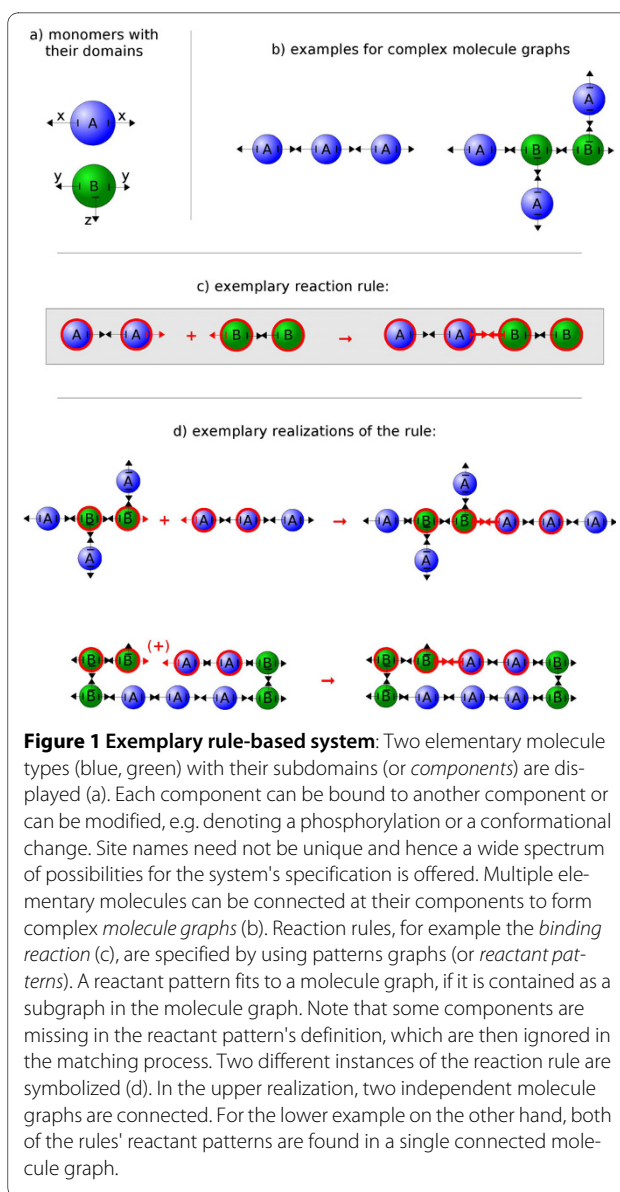 a) monomers with
their domains
b) examples for complex molecule graphs
x A x
y B y
z
A A A
A B B
A
A
c) exemplary reaction rule:
A A + B B → A A B B
d) exemplary realizations of the rule:
A
A B B + A A A → A B B A A A
A
A
A
B B (+) A A B → B B A A B
B A A A B
B A A A B
Figure 1 Exemplary rule-based system: Two elementary molecule
types (blue, green) with their subdomains (or components) are dis-
played (a). Each component can be bound to another component or
can be modified, e.g. denoting a phosphorylation or a conformational
change. Site names need not be unique and hence a wide spectrum
of possibilities for the system's specification is offered. Multiple ele-
mentary molecules can be connected at their components to form
complex molecule graphs (b). Reaction rules, for example the binding
reaction (c), are specified by using patterns graphs (or reactant pat-
terns). A reactant pattern fits to a molecule graph, if it is contained as a
subgraph in the molecule graph. Note that some components are
missing in the reactant pattern's definition, which are then ignored in
the matching process. Two different instances of the reaction rule are
symbolized (d). In the upper realization, two independent molecule
graphs are connected. For the lower example on the other hand, both
of the rules' reactant patterns are found in a single connected mole-
cule graph.